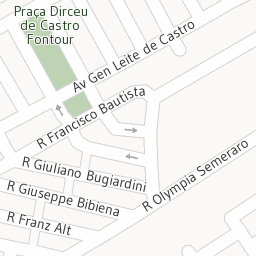 Praça Dirceu
de Castro
Fontour
Av Gen Leite de Castro
R Francisco Bautista
R Giuliano Bugiardini
R Olympia Semeraro
R Giuseppe Bibiena
R Franz Alt